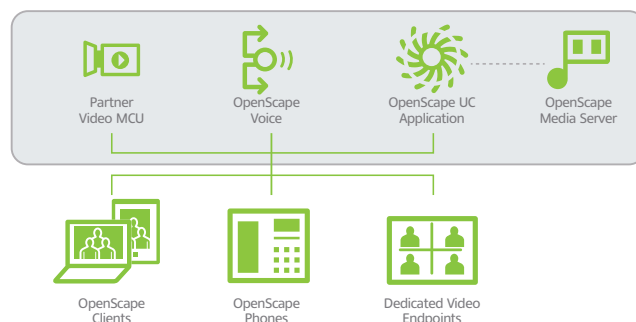 Partner
Video MCU
OpenScape
Voice
OpenScape UC
Application
OpenScape
Media Server
OpenScape
Clients
OpenScape
Phones
Dedicated Video
Endpoints